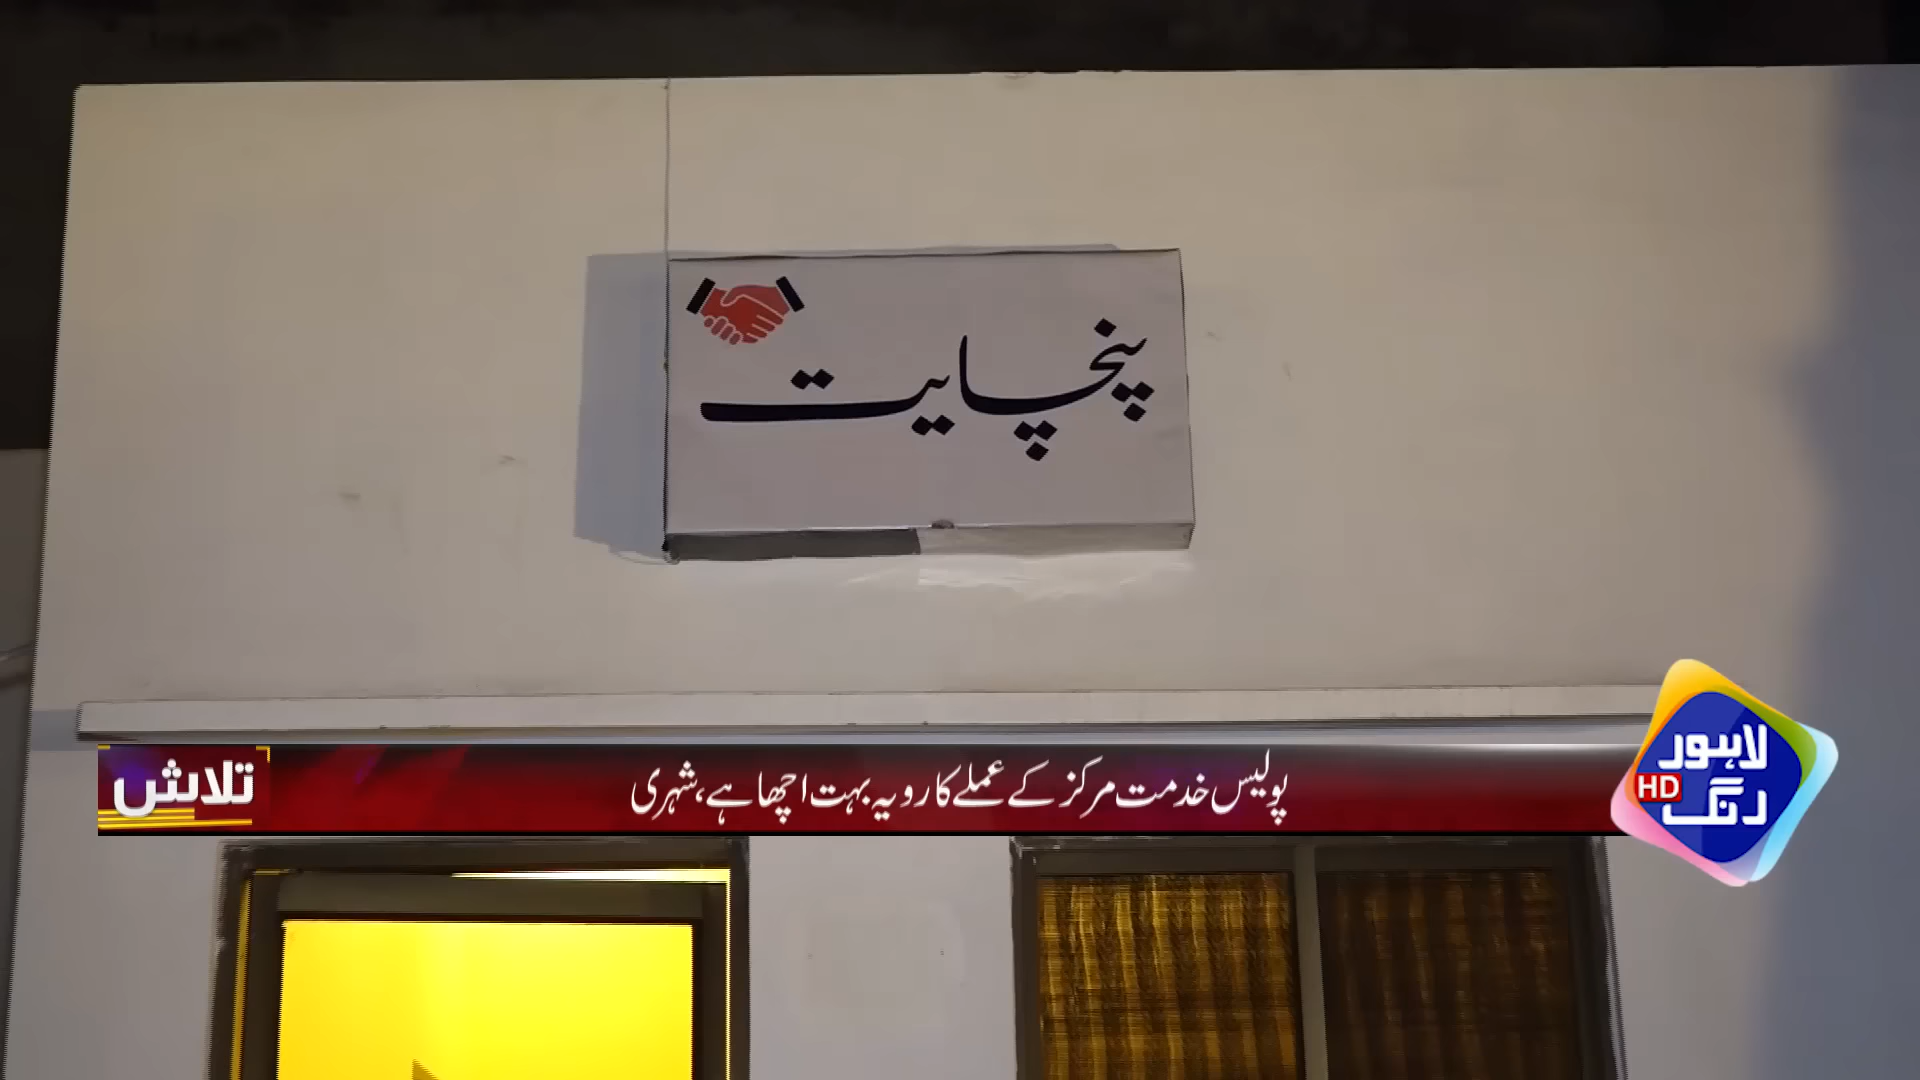 پنچایت
تلاش
پولیس خدمت مرکز کے عملے کا رویہ بہت اچھا ہے، شہری
لاہور
HD
رنگ